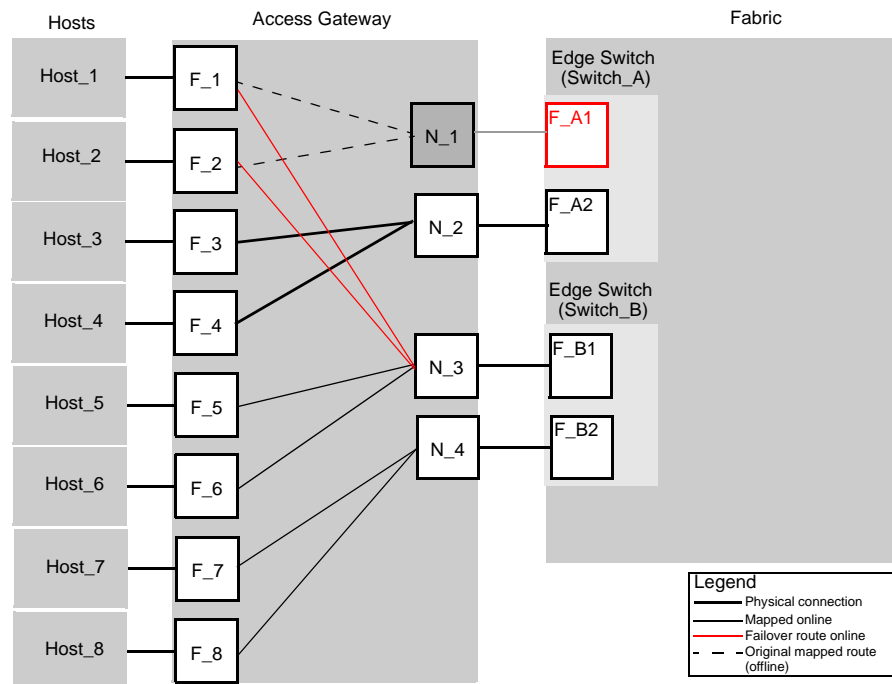 Hosts
Access Gateway
Fabric
Host_1
Host_2
Host_3
Host_4
Host_5
Host_6
Host_7
Host_8
F_1
F_2
F_3
F_4
F_5
F_6
F_7
F_8
N_1
N_2
N_3
N_4
Edge Switch
(Switch_A)
F_A1
F_A2
Edge Switch
(Switch_B)
F_B1
F_B2
Legend
Physical connection
Mapped online
Failover route online
Original mapped route
(offline)